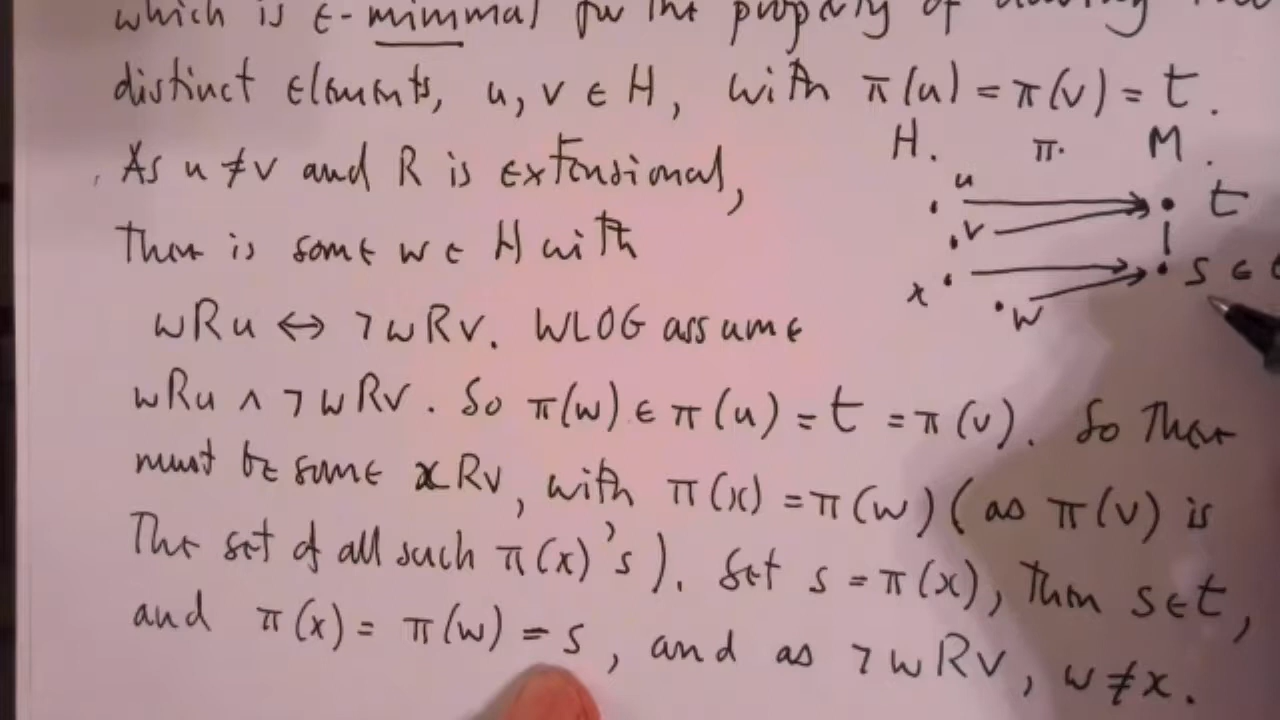 which is ϵ-minimal for the property of having two
distinct elements, u, v ∈ H, with π(u) = π(v) = t.
As u ≠ v and R is extensional,
there is some w ∈ H with
wRu ↔ ¬wRv. WLOG assume
wRu ∧ ¬wRv. So π(w) ∈ π(u) = t = π(v). So there
must be some xRv, with π(x) = π(w) (as π(v) is
the set of all such π(x)'s). Set s = π(x), then s∈t,
and π(x) = π(w) = s, and as ¬wRv, w ≠ x.
H. π. M.
u t
v
x s ∈
w